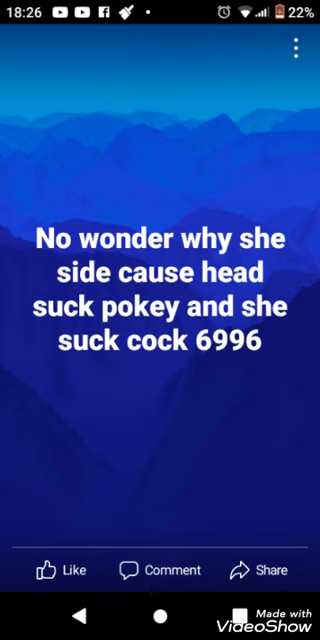 18:26
22%
No wonder why she
side cause head
suck pokey and she
suck cock 6996
Like
Comment
Share
Made with
VideoShow